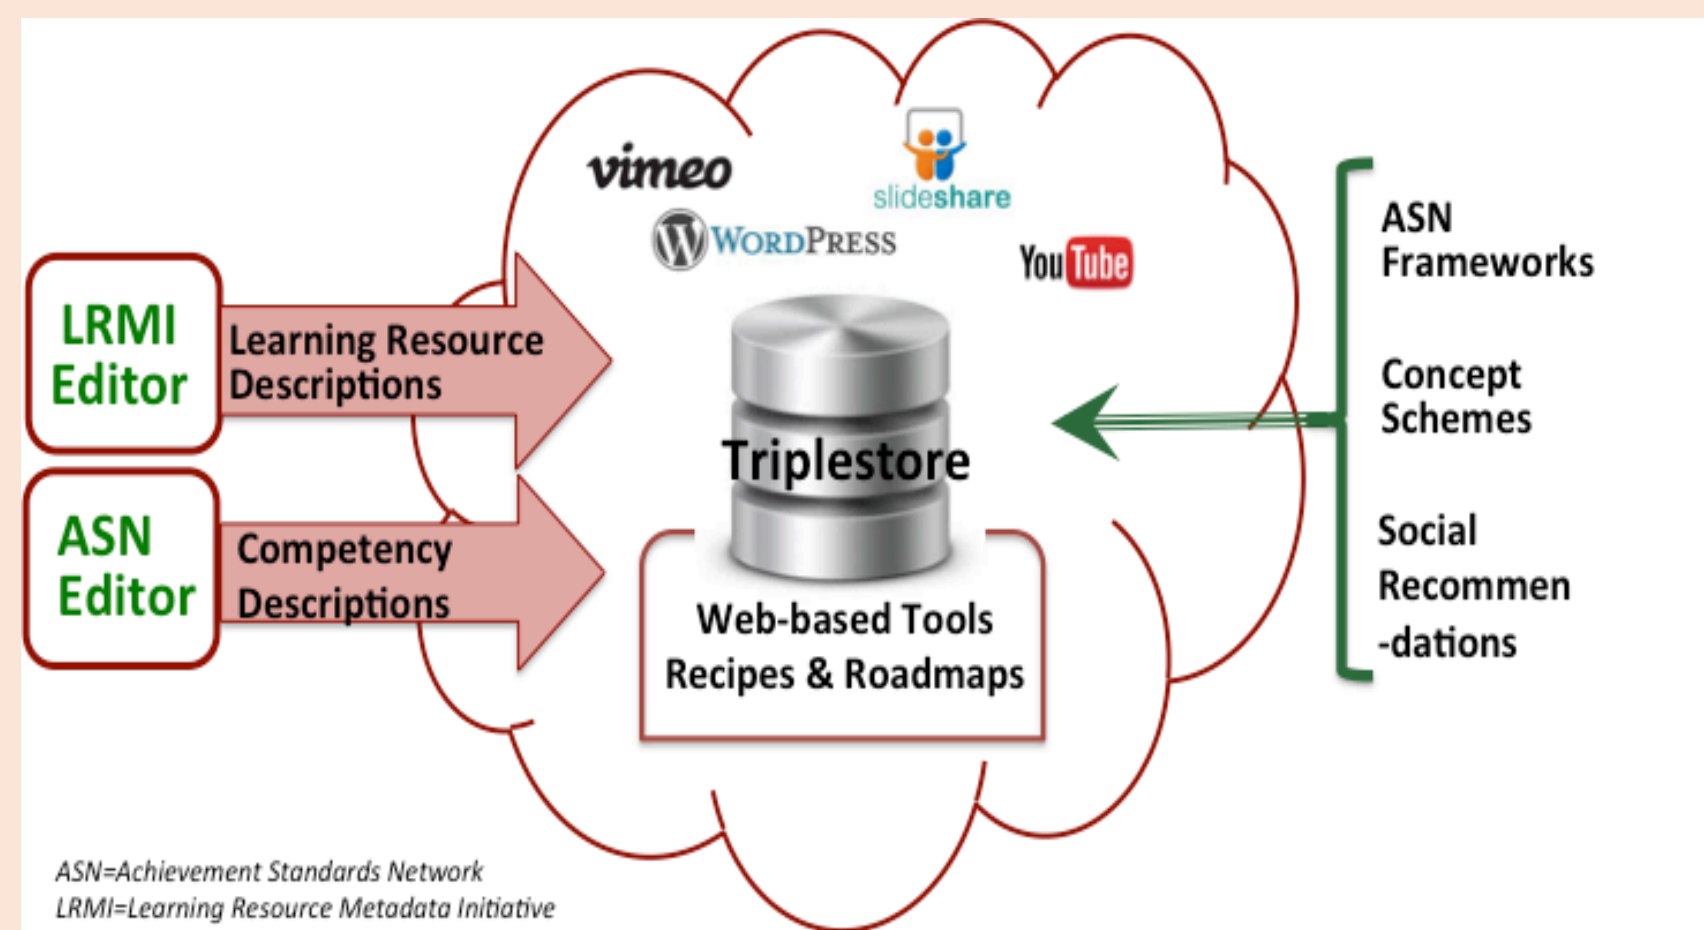 vimeo
slideshare
WORDPRESS
YouTube
LRMI
Editor
Learning Resource
Descriptions
ASN
Editor
Competency
Descriptions
Triplestore
Web-based Tools
Recipes & Roadmaps
ASN
Frameworks
Concept
Schemes
Social
Recommen
-dations
ASN=Achievement Standards Network
LRMI=Learning Resource Metadata Initiative